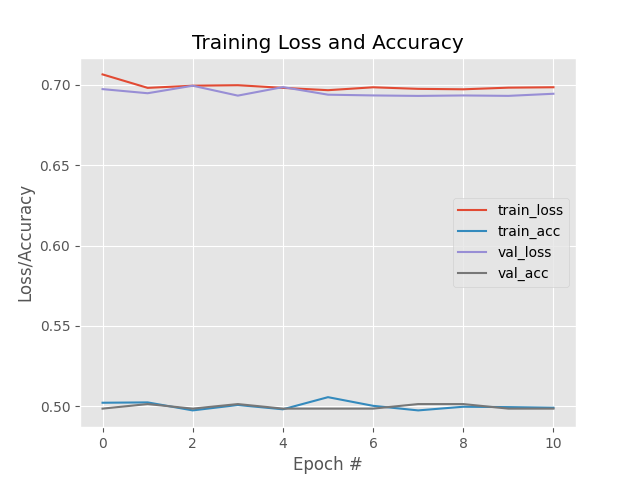 Training Loss and Accuracy
0.70
0.65
0.60
0.55
0.50
Loss/Accuracy
train_loss
train_acc
val_loss
val_acc
0 2 4 6 8 10
Epoch #